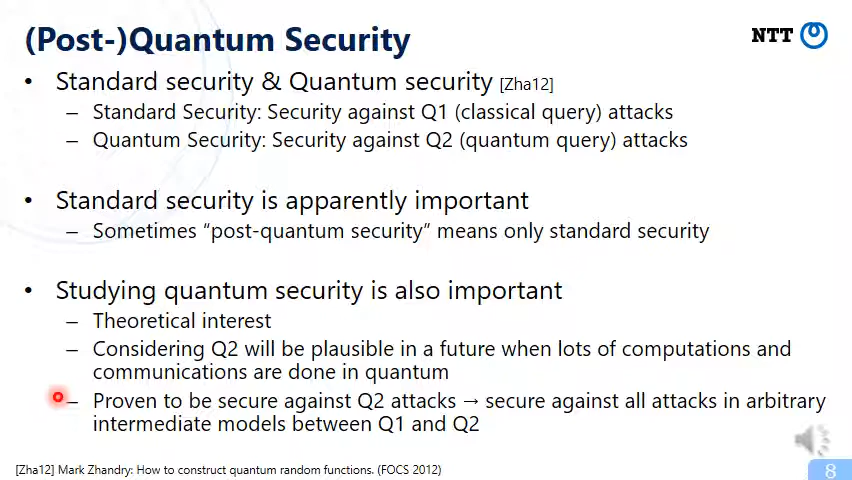 (Post-)Quantum Security
NTT
• Standard security & Quantum security [Zha12]
– Standard Security: Security against Q1 (classical query) attacks
– Quantum Security: Security against Q2 (quantum query) attacks
• Standard security is apparently important
– Sometimes “post-quantum security” means only standard security
• Studying quantum security is also important
– Theoretical interest
– Considering Q2 will be plausible in a future when lots of computations and
communications are done in quantum
– Proven to be secure against Q2 attacks → secure against all attacks in arbitrary
intermediate models between Q1 and Q2
[Zha12] Mark Zhandry: How to construct quantum random functions. (FOCS 2012)
8